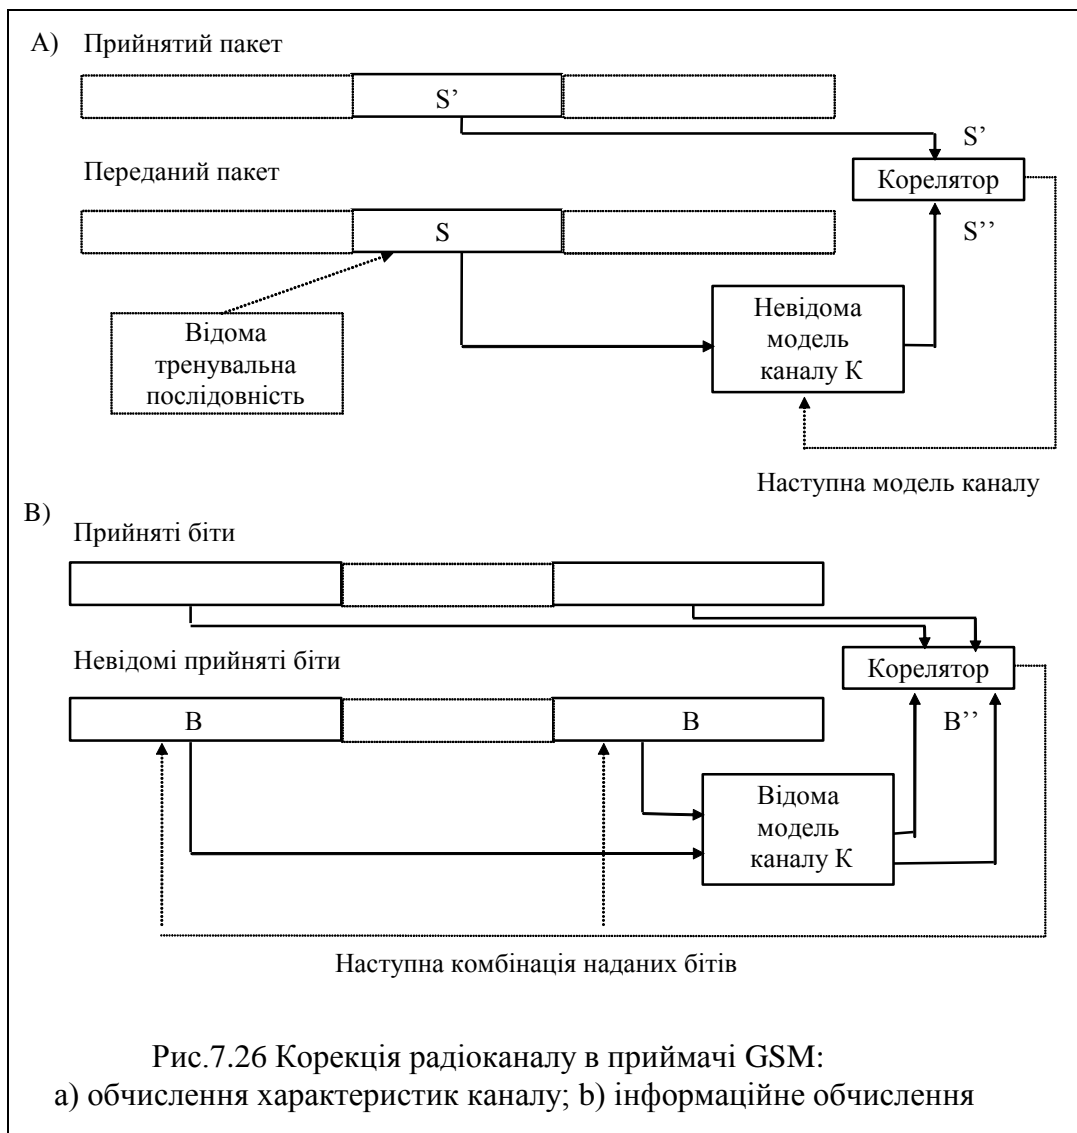 А)
Прийнятий пакет
S’
S’
Корелятор
Переданий пакет
S
S’’
Відома
тренувальна
послідовність
Невідома
модель
каналу К
Наступна модель каналу
В)
Прийняті біти
Невідомі прийняті біти
Корелятор
В
В
В’’
Відома
модель
каналу К
Наступна комбінація наданих бітів
Рис.7.26 Корекція радіоканалу в приймачі GSM:
а) обчислення характеристик каналу; b) інформаційне обчислення